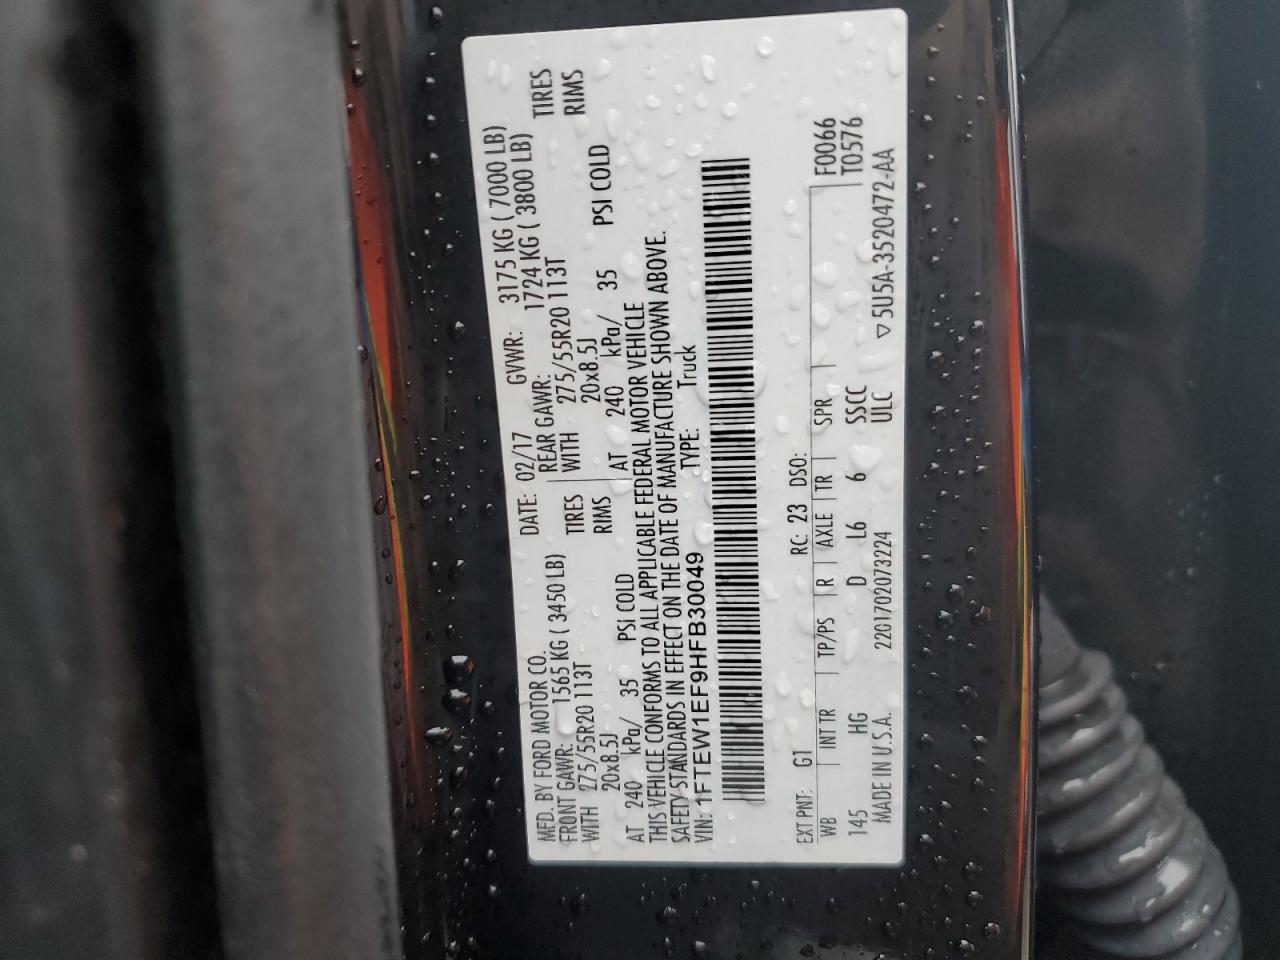 MFD. BY FORD MOTOR CO. DATE: 02/17 GVWR: 3175 KG ( 7000 LB)
FRONT GAWR: 1565 KG ( 3450 LB) REAR GAWR: 1724 KG ( 3800 LB)
WITH 275/55R20 113T TIRES WITH 275/55R20 113T TIRES
20x8.5J RIMS 20x8.5J RIMS
AT 240 kPa/ 35 PSI COLD AT 240 kPa/ 35 PSI COLD
THIS VEHICLE CONFORMS TO ALL APPLICABLE FEDERAL MOTOR VEHICLE
SAFETY STANDARDS IN EFFECT ON THE DATE OF MANUFACTURE SHOWN ABOVE.
VIN: 1FTEW1EF9HFB30049 TYPE: Truck
EXT PNT: G1 RC: 23 DSO: F0066
WB INT TR TP/PS R AXLE TR SPR T0576
145 HG D L6 6 SSCC
MADE IN U.S.A. 2201702073224 ULC ▽5U5A-3520472-AA